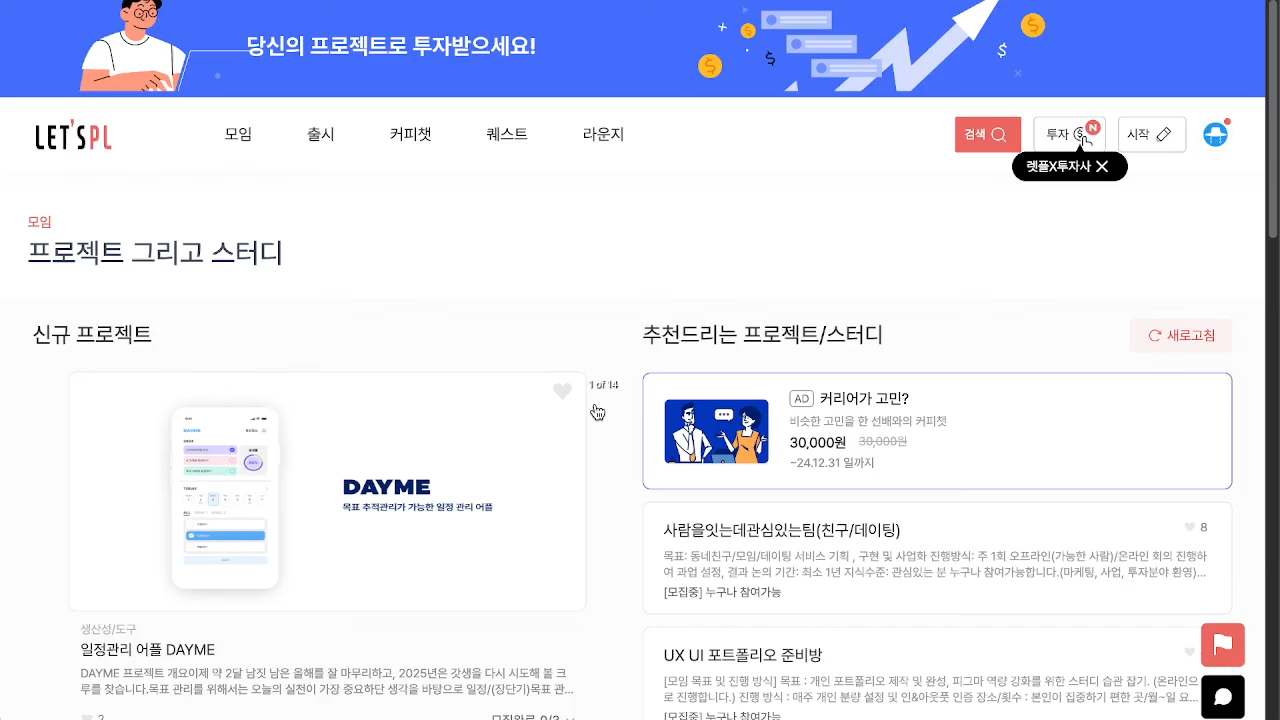 당신의 프로젝트로 투자받으세요!
LET'SPL
모임
출시
커피챗
퀘스트
라운지
검색
투자
N
시작
렛플X투자사
모임
프로젝트 그리고 스터디
신규 프로젝트
추천드리는 프로젝트/스터디
새로고침
1 of 14
DAYME
TODAY
DAYME
목표 추적관리가 가능한 일정 관리 어플
AD 커리어가 고민?
비슷한 고민을 한 선배와의 커피챗
30,000원 30,000원
~24.12.31 일까지
사람을잇는데관심있는팀(친구/데이팅)
8
목표: 동네친구/모임/데이팅 서비스 기획 , 구현 및 사업화 진행방식: 주 1회 오프라인(가능한 사람)/온라인 회의 진행하
여 과업 설정, 결과 논의 기간: 최소 1년 지식수준: 관심있는 분 누구나 참여가능합니다.(마케팅, 사업, 투자분야 환영)...
[모집중] 누구나 참여가능
생산성/도구
일정관리 어플 DAYME
DAYME 프로젝트 개요이제 약 2달 남짓 남은 올해를 잘 마무리하고, 2025년은 갓생을 다시 시도해 볼 크
루를 찾습니다.목표 관리를 위해서는 오늘의 실천이 가장 중요하단 생각을 바탕으로 일정/(장단기)목표 관...
2
모집완료 0/3
UX UI 포트폴리오 준비방
[모임 목표 및 진행 방식] 목표 : 개인 포트폴리오 제작 및 완성, 피그마 역량 강화를 위한 스터디 습관 잡기. (온라인으
로 진행합니다.) 진행 방식 : 매주 개인 분량 설정 및 인&아웃풋 인증 장소/횟수 : 본인이 집중하기 편한 곳/월~일 요...
[모집중] 누구나 참여가능